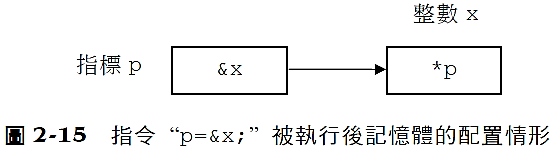 整數 x
指標 p &x *p
圖 2-15 指令 “p=&x;” 被執行後記憶體的配置情形